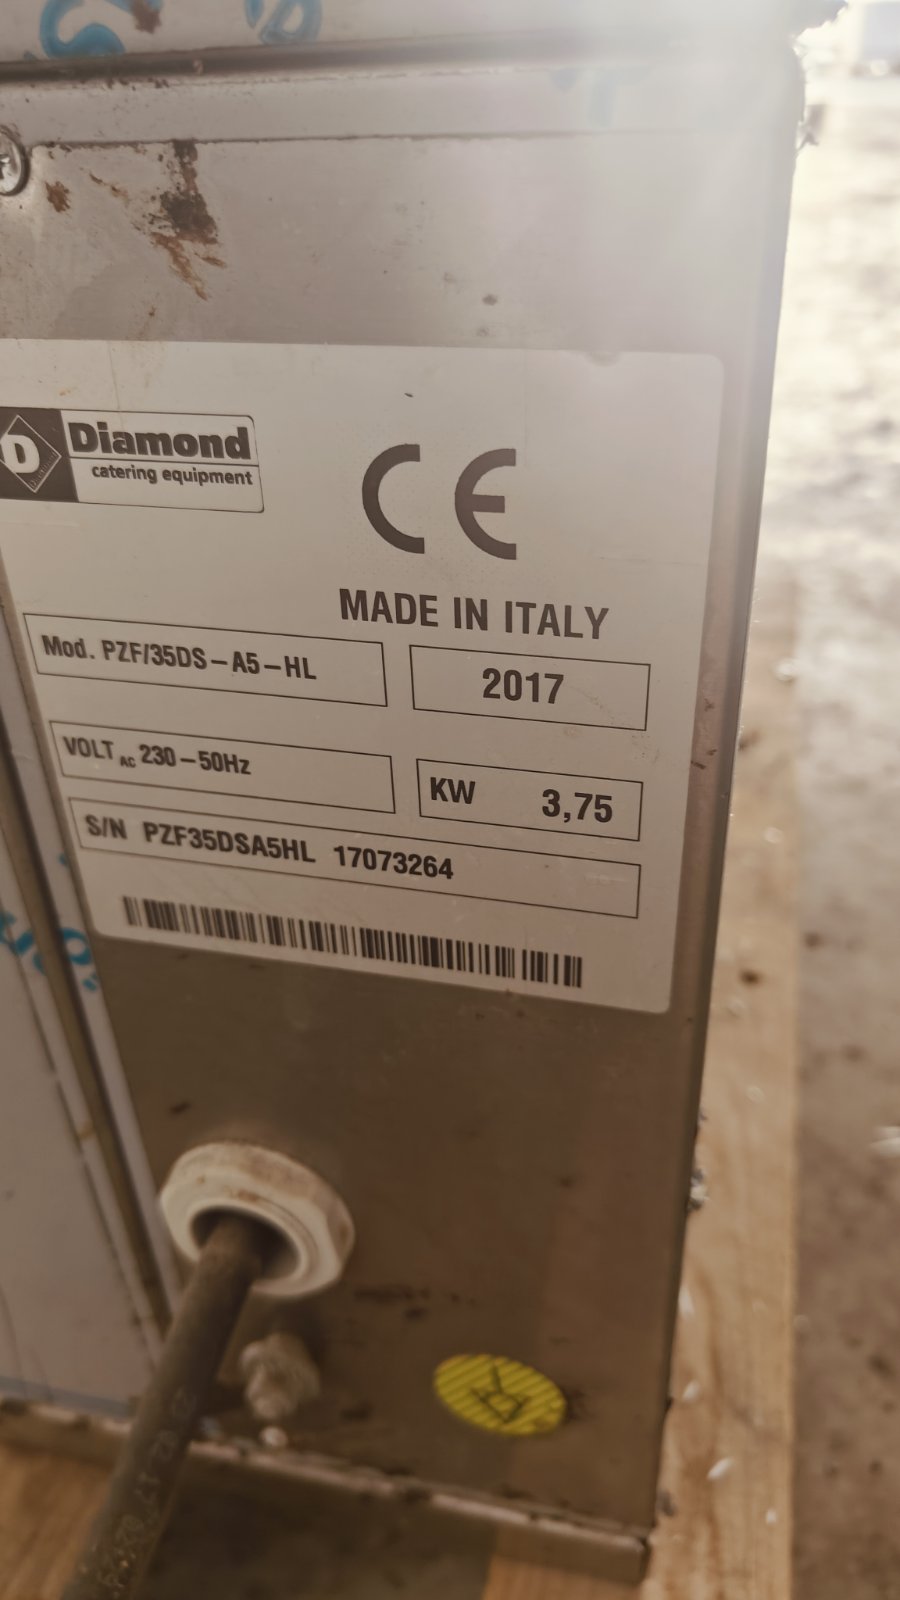 D
Diamond
catering equipment
CE
MADE IN ITALY
Mod. PZF/35DS-A5-HL
2017
VOLT AC 230-50Hz
KW 3,75
S/N PZF35DSA5HL 17073264